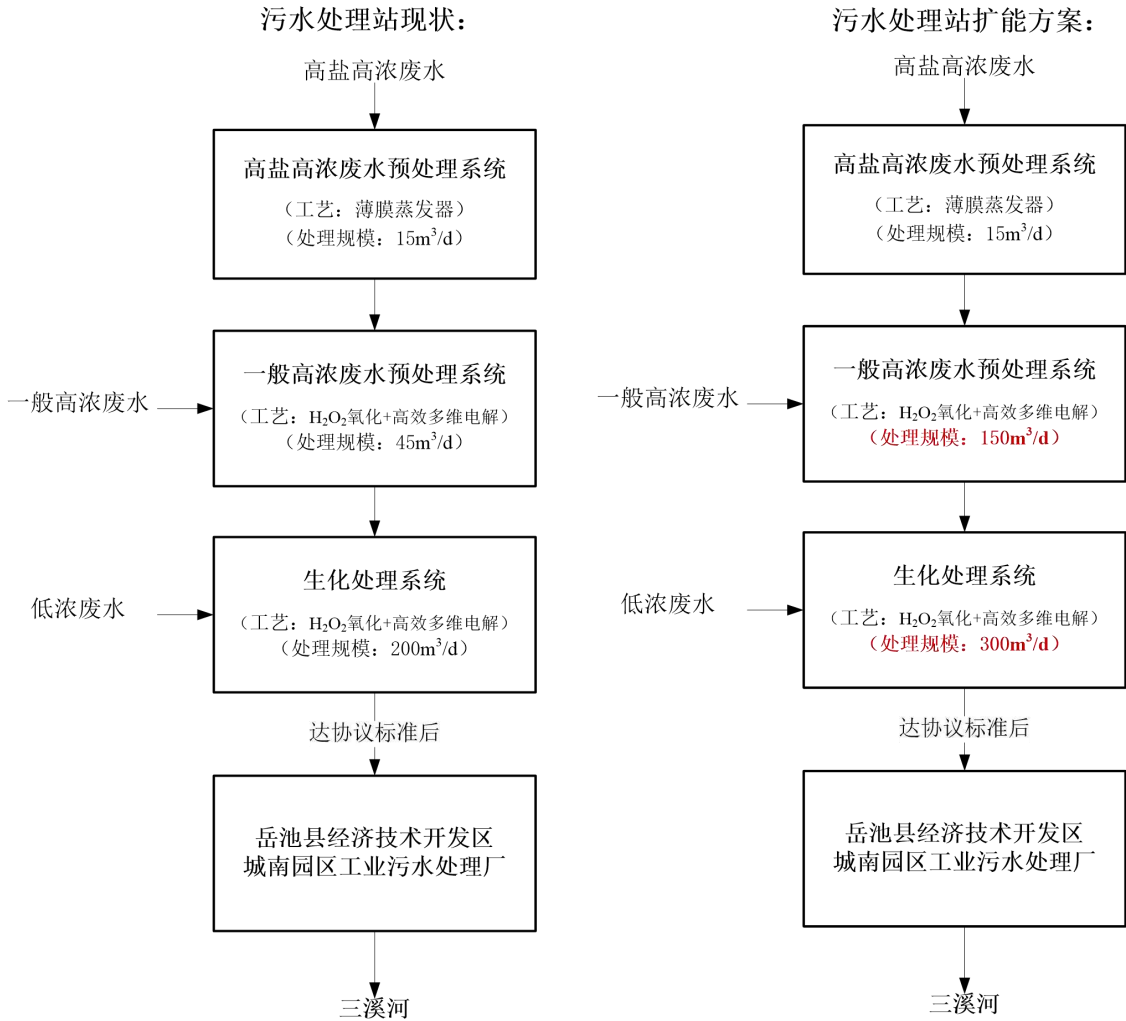 污水处理站现状：
高盐高浓废水
高盐高浓废水预处理系统
（工艺：薄膜蒸发器）
（处理规模：15m³/d）
一般高浓废水
一般高浓废水预处理系统
（工艺：H₂O₂氧化+高效多维电解）
（处理规模：45m³/d）
低浓废水
生化处理系统
（工艺：H₂O₂氧化+高效多维电解）
（处理规模：200m³/d）
达协议标准后
岳池县经济技术开发区
城南园区工业污水处理厂
三溪河
污水处理站扩能方案：
高盐高浓废水
高盐高浓废水预处理系统
（工艺：薄膜蒸发器）
（处理规模：15m³/d）
一般高浓废水
一般高浓废水预处理系统
（工艺：H₂O₂氧化+高效多维电解）
（处理规模：150m³/d）
低浓废水
生化处理系统
（工艺：H₂O₂氧化+高效多维电解）
（处理规模：300m³/d）
达协议标准后
岳池县经济技术开发区
城南园区工业污水处理厂
三溪河